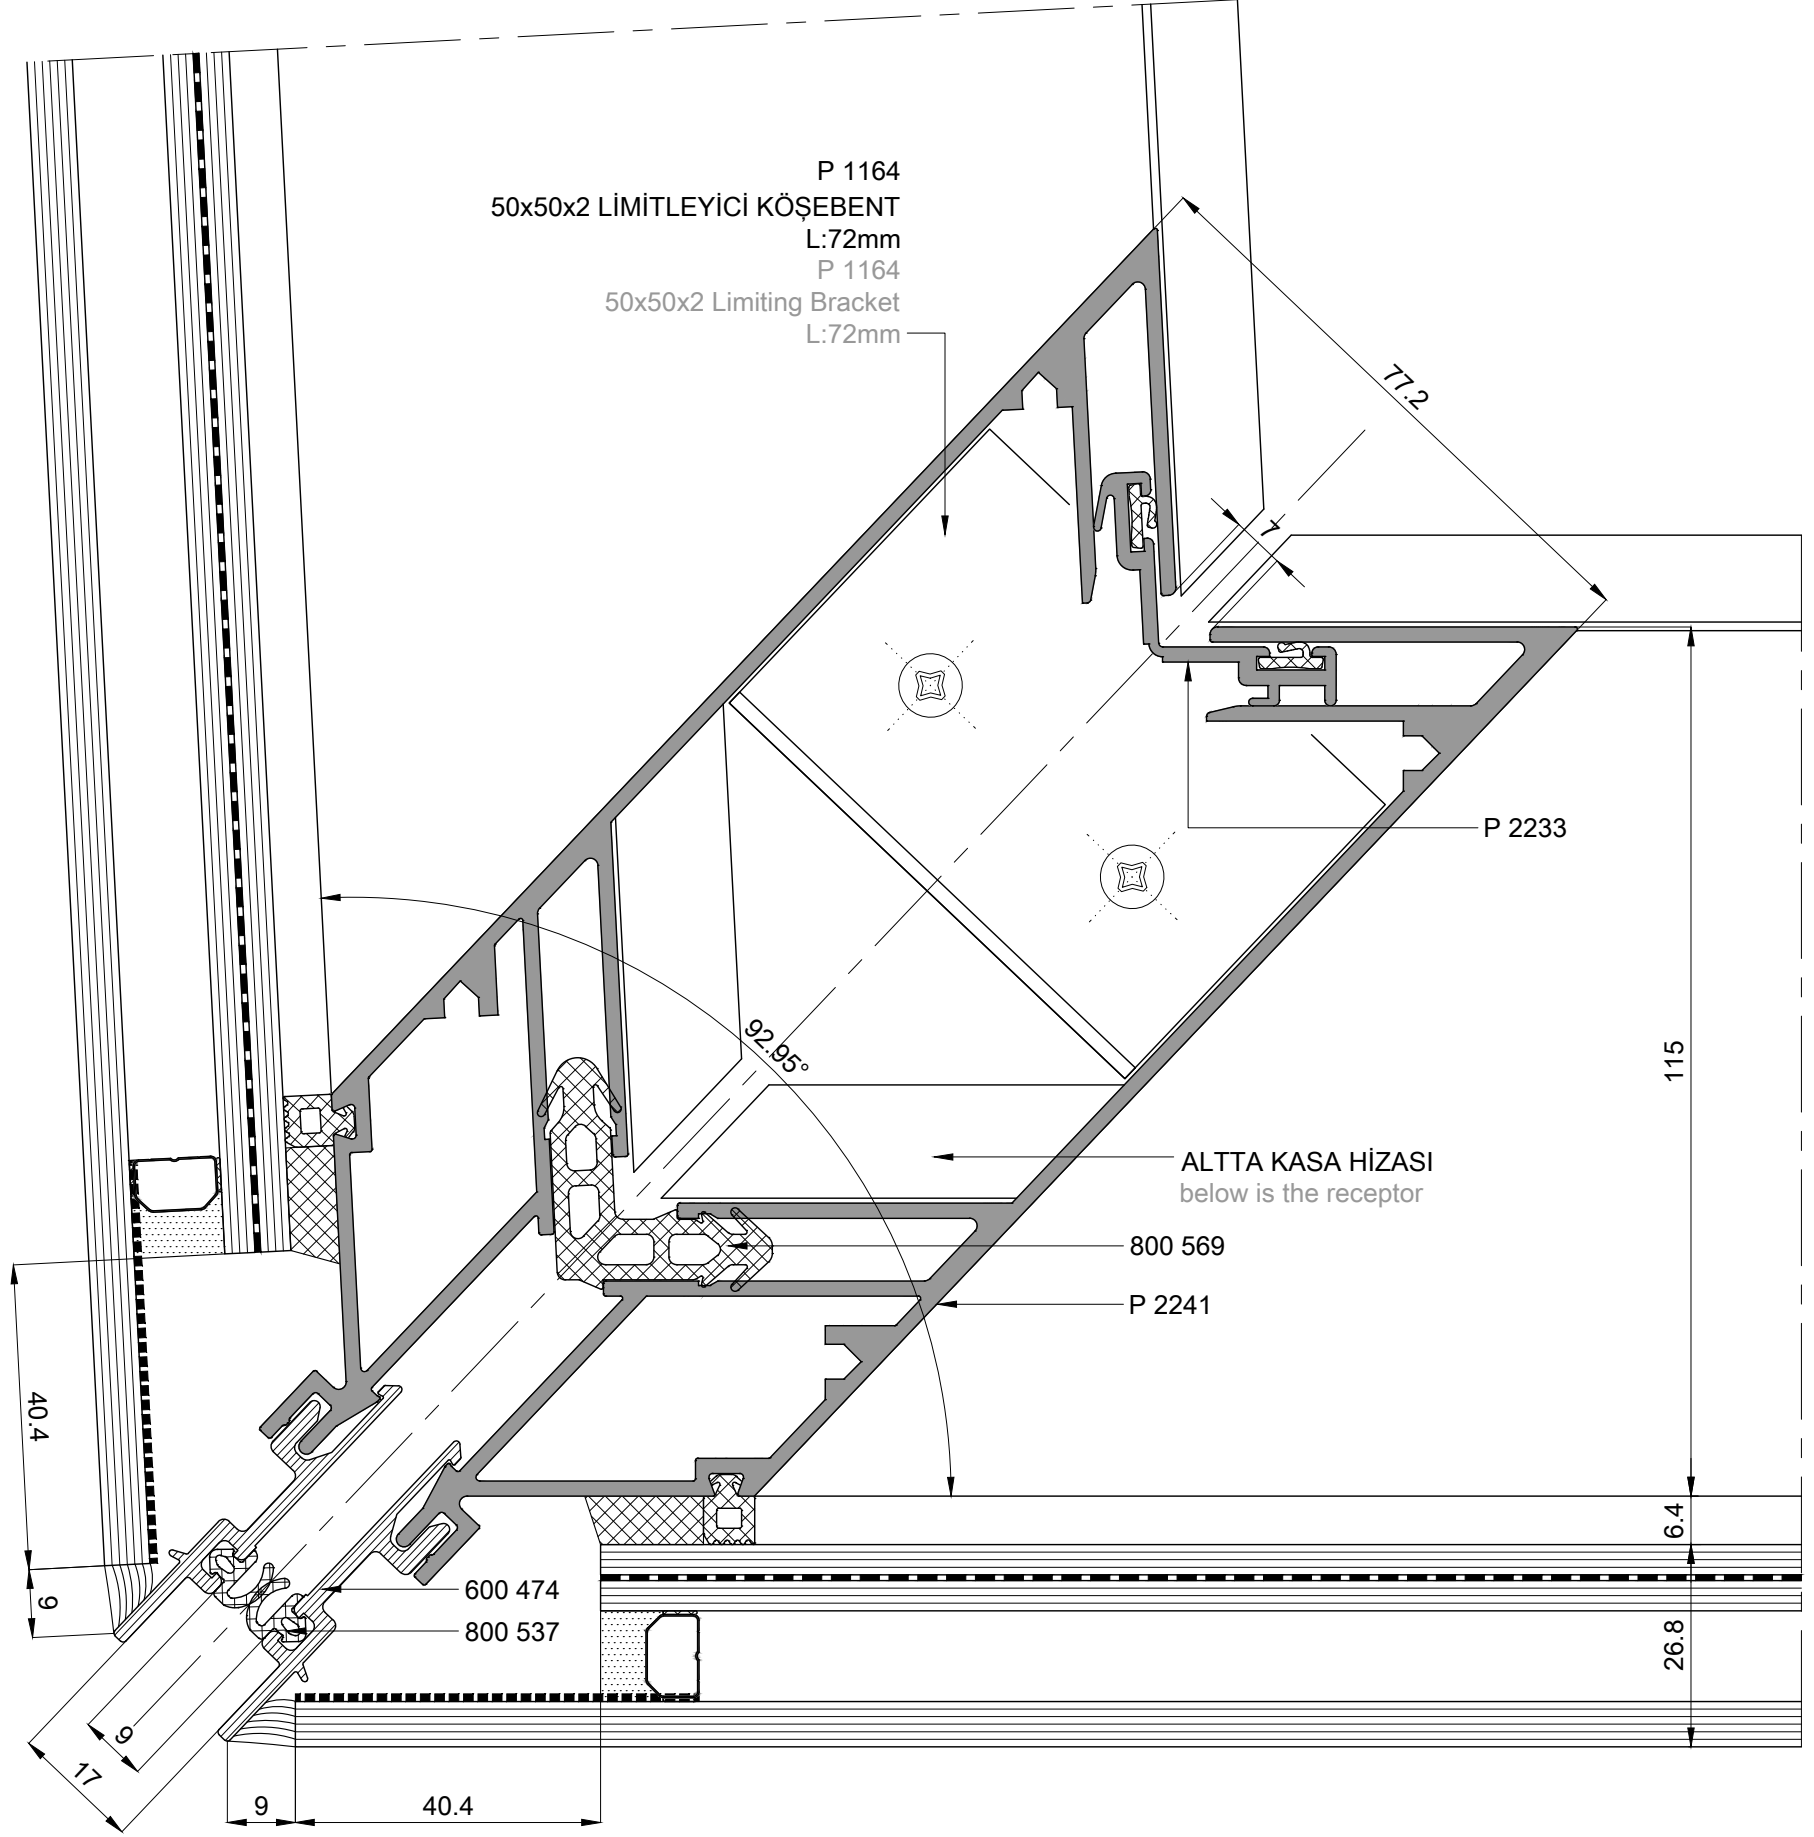 P 1164
50x50x2 LİMİTLEYİCİ KÖŞEBENT
L:72mm
P 1164
50x50x2 Limiting Bracket
L:72mm
77.2
7
P 2233
92.95°
115
ALTTA KASA HİZASI
below is the receptor
800 569
P 2241
40.4
9
6.4
600 474
800 537
26.8
9
17
9
40.4